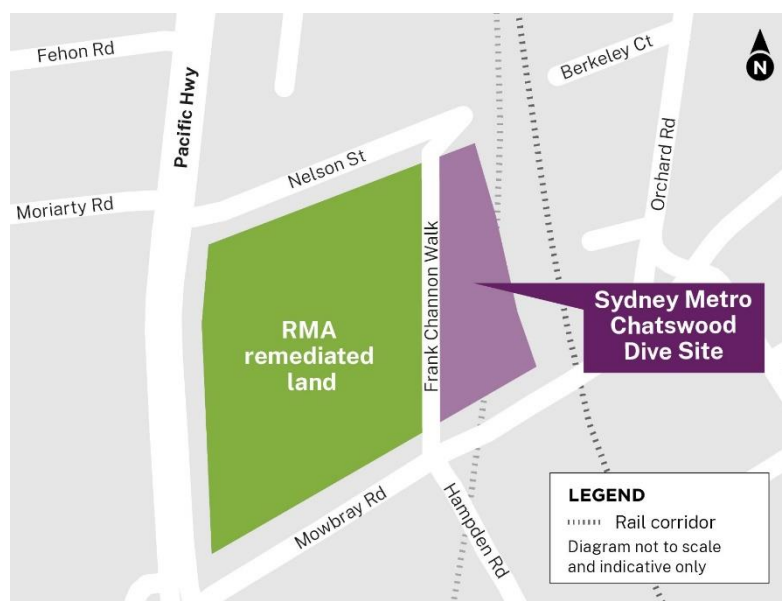 Fehon Rd
Pacific Hwy
Berkeley Ct
N
Nelson St
Orchard Rd
Moriarty Rd
Frank Channon Walk
RMA
remediated
land
Sydney Metro
Chatswood
Dive Site
Mowbray Rd
Hampden Rd
LEGEND
Rail corridor
Diagram not to scale
and indicative only